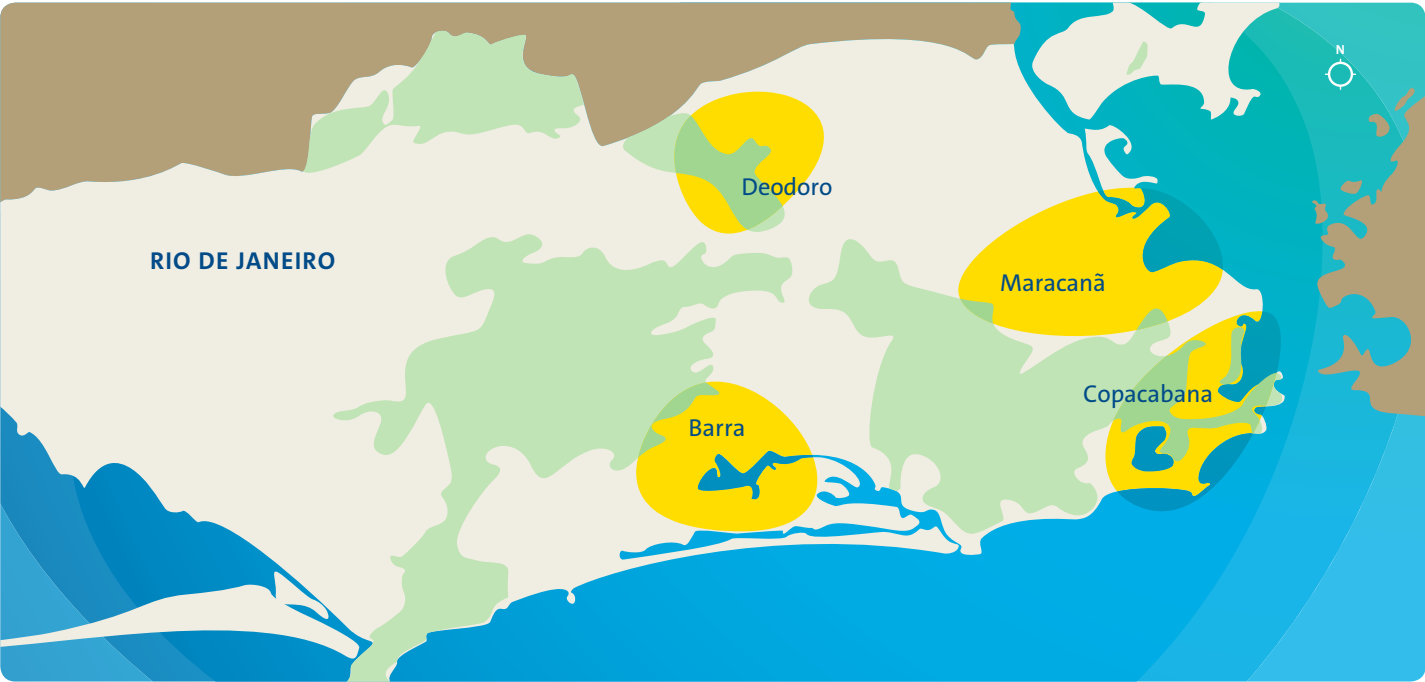 N
Deodoro
RIO DE JANEIRO
Maracanã
Copacabana
Barra